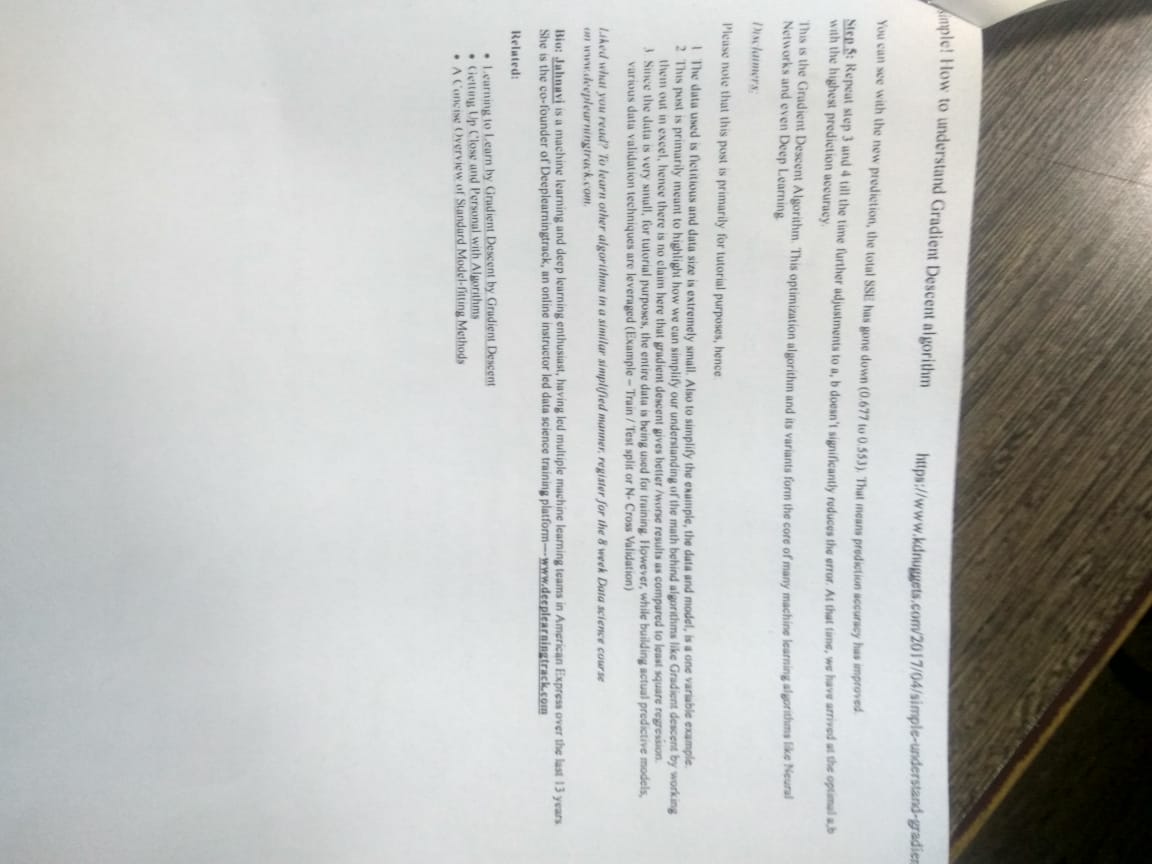 simple! How to understand Gradient Descent algorithm
https://www.kdnuggets.com/2017/04/simple-understand-gradien
You can see with the new prediction, the total SSE has gone down (0.677 to 0.553). That means prediction accuracy has improved.
Step 5: Repeat step 3 and 4 till the time further adjustments to a, b doesn't significantly reduces the error. At that time, we have arrived at the optimal a,b
with the highest prediction accuracy.
This is the Gradient Descent Algorithm. This optimization algorithm and its variants form the core of many machine learning algorithms like Neural
Networks and even Deep Learning.
Disclaimers:
Please note that this post is primarily for tutorial purposes, hence
1 The data used is fictitious and data size is extremely small. Also to simplify the example, the data and model, is a one variable example.
2 This post is primarily meant to highlight how we can simplify our understanding of the math behind algorithms like Gradient descent by working
them out in excel, hence there is no claim here that gradient descent gives better /worse results as compared to least square regression.
3 Since the data is very small, for tutorial purposes, the entire data is being used for training. However, while building actual predictive models,
various data validation techniques are leveraged (Example – Train / Test split or N- Cross Validation)
Liked what you read? To learn other algorithms in a similar simplified manner, register for the 8 week Data science course
on www.deeplearningtrack.com.
Bio: Jahnavi is a machine learning and deep learning enthusiast, having led multiple machine learning teams in American Express over the last 13 years.
She is the co-founder of Deeplearningtrack, an online instructor led data science training platform—-www.deeplearningtrack.com
Related:
• Learning to Learn by Gradient Descent by Gradient Descent
• Getting Up Close and Personal with Algorithms
• A Concise Overview of Standard Model-fitting Methods